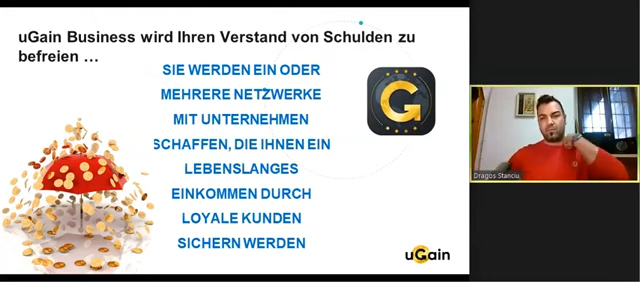 uGain Business wird Ihren Verstand von Schulden zu
befreien ...
SIE WERDEN EIN ODER
MEHRERE NETZWERKE
MIT UNTERNEHMEN
SCHAFFEN, DIE IHNEN EIN
LEBENSLANGES
EINKOMMEN DURCH
LOYALE KUNDEN
SICHERN WERDEN
G
uGain
Dragos Stanciu